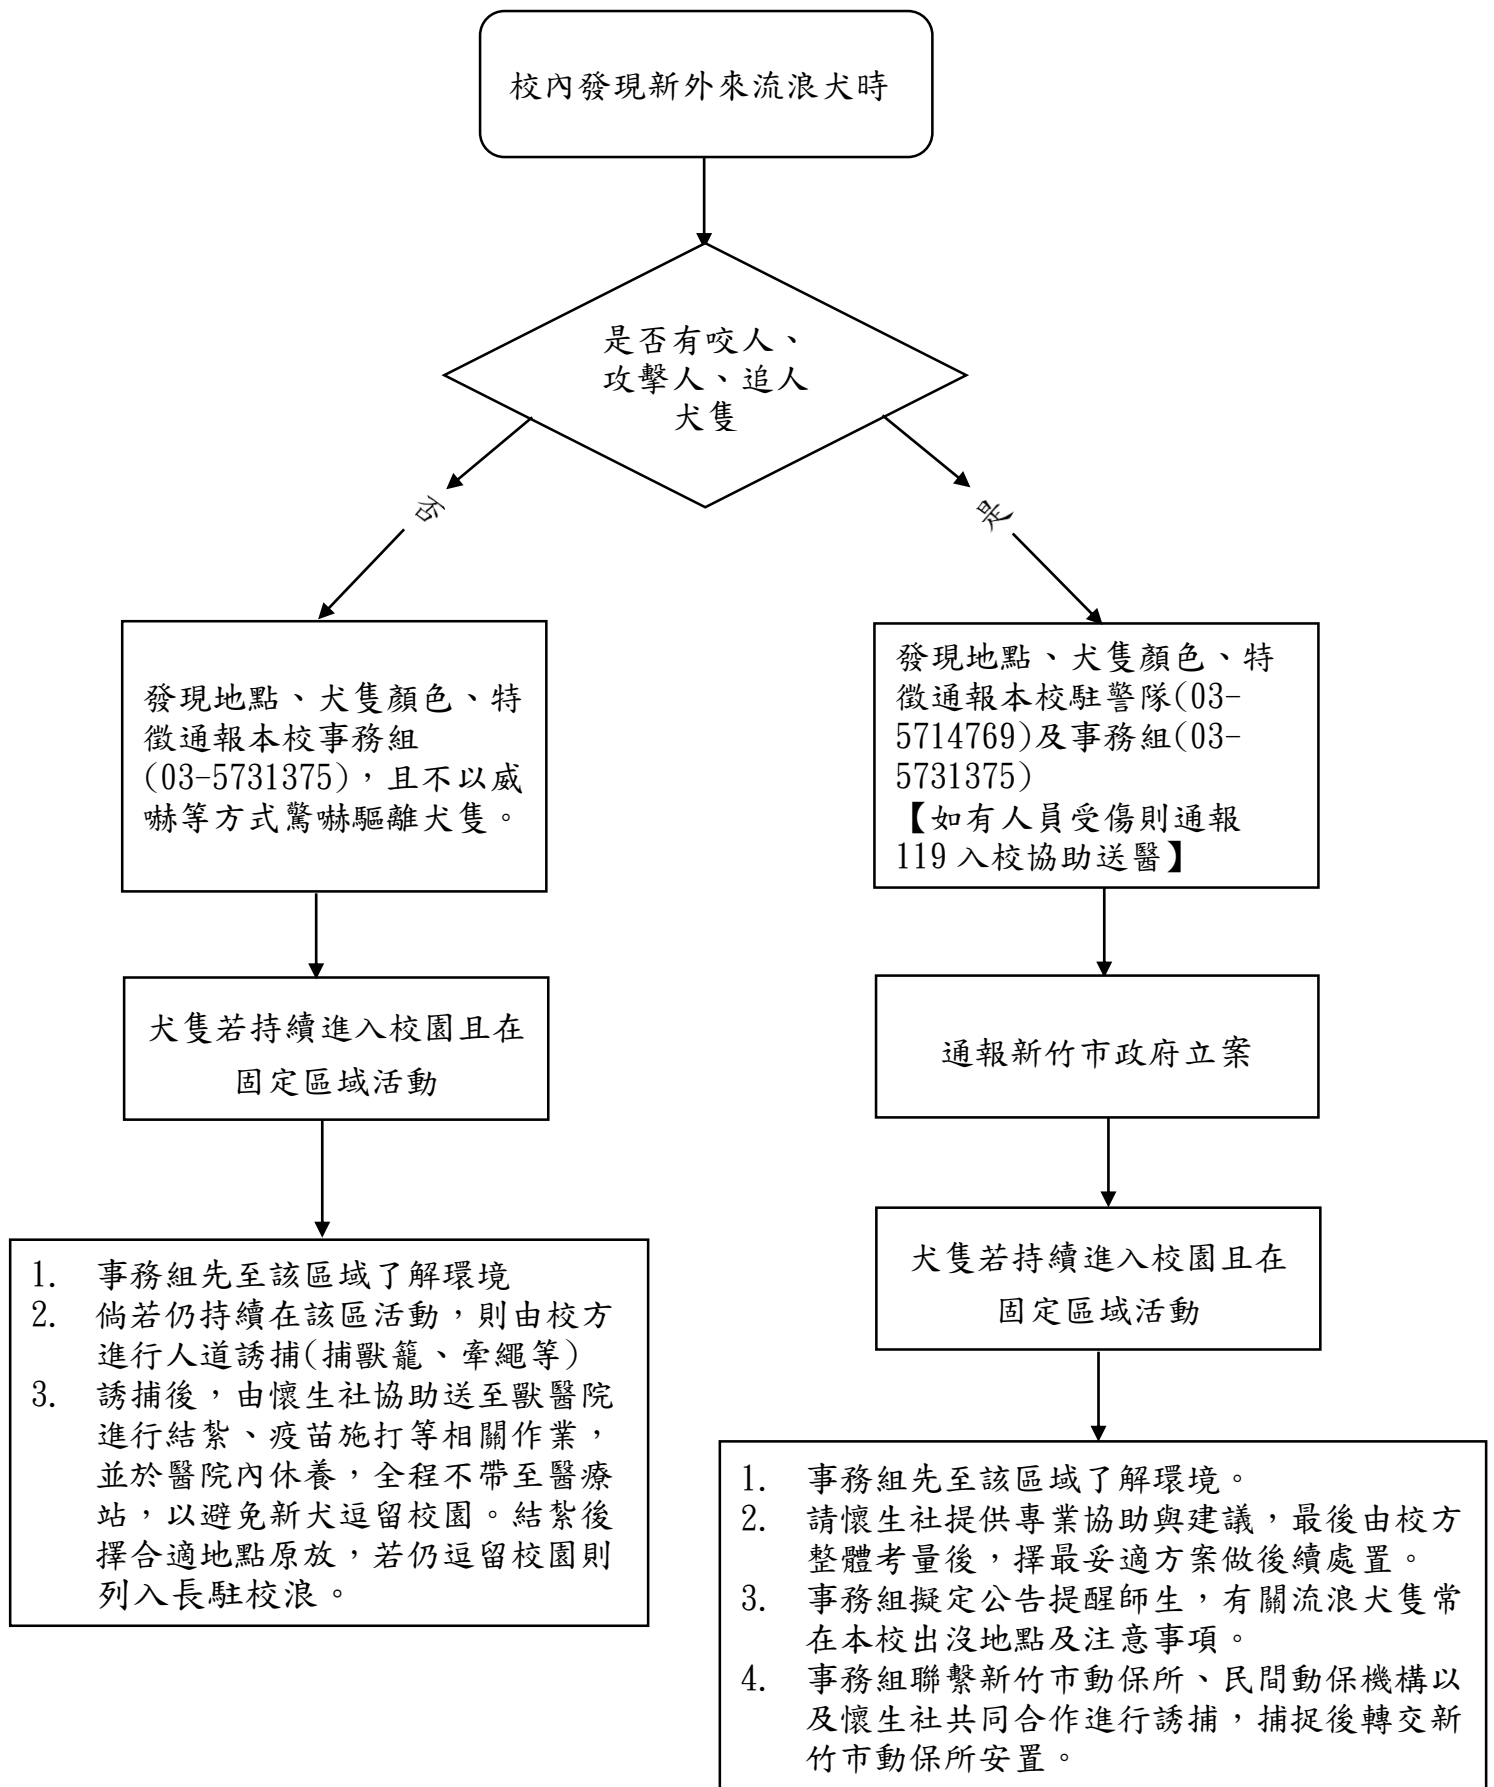 校內發現新外來流浪犬時
是否有咬人、
攻擊人、追人
犬隻
否
是
發現地點、犬隻顏色、特
徵通報本校事務組
(03-5731375)，且不以威
嚇等方式驚嚇驅離犬隻。
發現地點、犬隻顏色、特
徵通報本校駐警隊(03-
5714769)及事務組(03-
5731375)
【如有人員受傷則通報
119入校協助送醫】
犬隻若持續進入校園且在
固定區域活動
通報新竹市政府立案
犬隻若持續進入校園且在
固定區域活動
1. 事務組先至該區域了解環境
2. 倘若仍持續在該區活動，則由校方
進行人道誘捕(捕獸籠、牽繩等)
3. 誘捕後，由懷生社協助送至獸醫院
進行結紮、疫苗施打等相關作業，
並於醫院內休養，全程不帶至醫療
站，以避免新犬逗留校園。結紮後
擇合適地點原放，若仍逗留校園則
列入長駐校浪。
1. 事務組先至該區域了解環境。
2. 請懷生社提供專業協助與建議，最後由校方
整體考量後，擇最妥適方案做後續處置。
3. 事務組擬定公告提醒師生，有關流浪犬隻常
在本校出沒地點及注意事項。
4. 事務組聯繫新竹市動保所、民間動保機構以
及懷生社共同合作進行誘捕，捕捉後轉交新
竹市動保所安置。